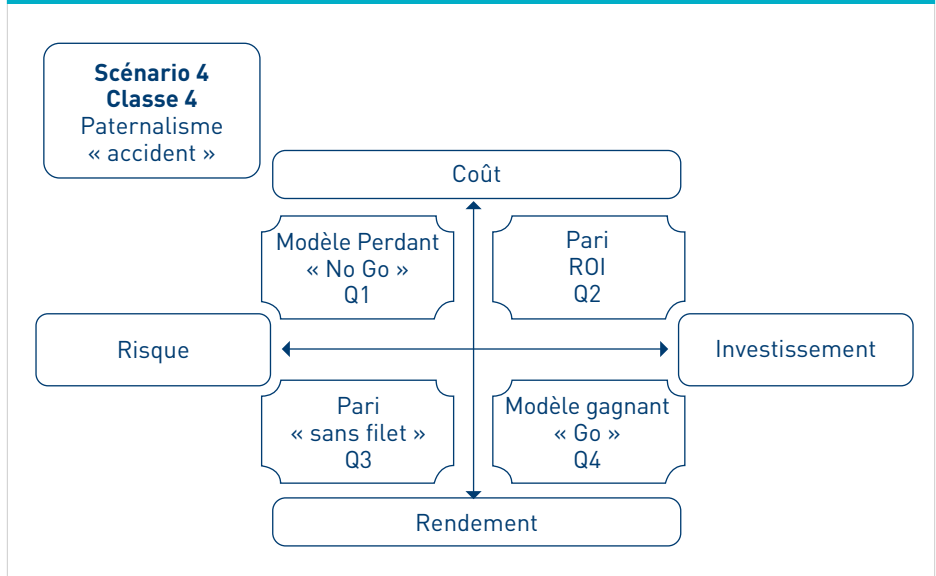 Scénario 4
Classe 4
Paternalisme
« accident »
Coût
Modèle Perdant
« No Go »
Q1
Pari
ROI
Q2
Risque
Investissement
Pari
« sans filet »
Q3
Modèle gagnant
« Go »
Q4
Rendement